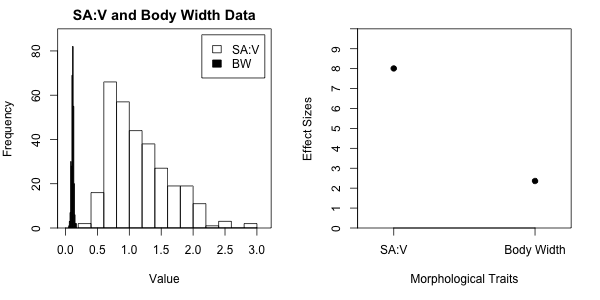 SA:V and Body Width Data
SA:V
BW
Frequency
0 20 40 60 80
0.0 0.5 1.0 1.5 2.0 2.5 3.0
Value
Effect Sizes
0 1 2 3 4 5 6 7 8 9
SA:V Body Width
Morphological Traits